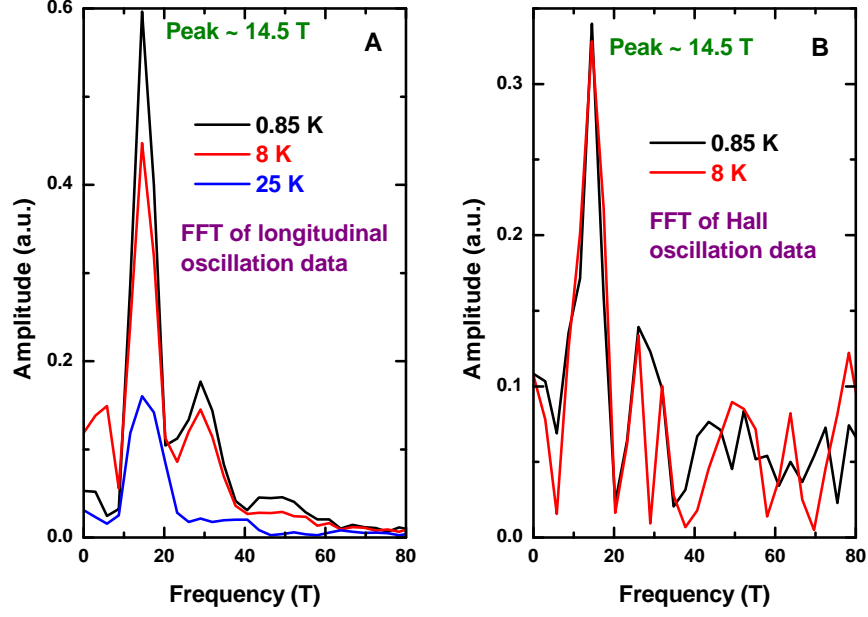 Peak ~ 14.5 T
A
0.85 K
8 K
25 K
FFT of longitudinal
oscillation data
0.6
0.4
0.2
0.0
0
20
40
60
80
Amplitude (a.u.)
Frequency (T)
Peak ~ 14.5 T
B
0.85 K
8 K
FFT of Hall
oscillation data
0.3
0.2
0.1
0.0
0
20
40
60
80
Amplitude (a.u.)
Frequency (T)